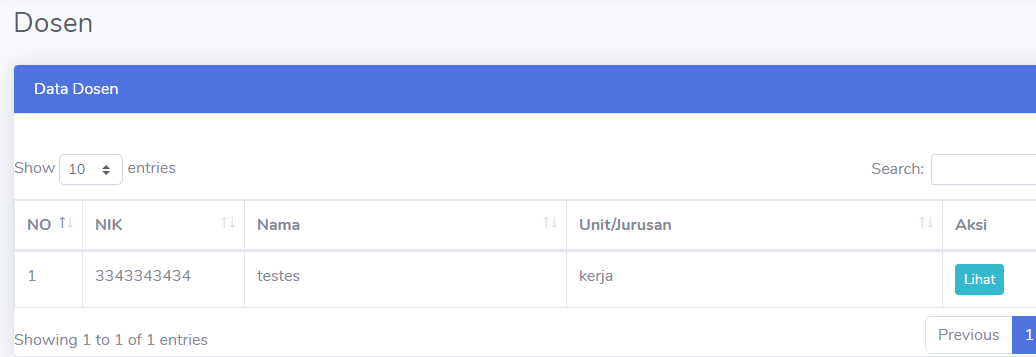 Dosen
Data Dosen
Show 10 entries Search:
NO NIK Nama Unit/Jurusan Aksi
1 3343343434 testes kerja Lihat
Showing 1 to 1 of 1 entries Previous 1